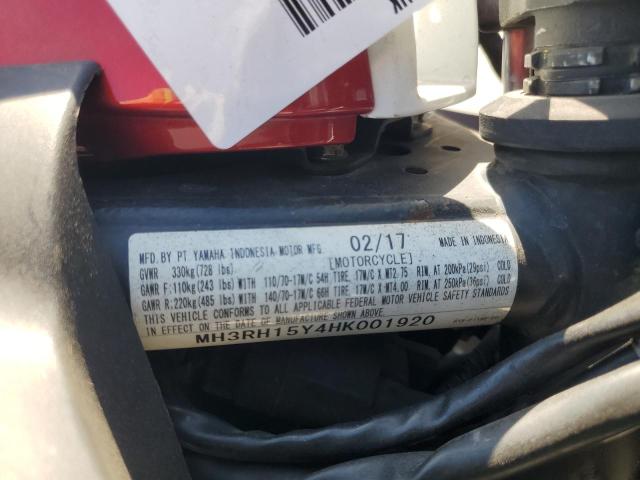 MFD.BY PT.YAMAHA INDONESIA MOTOR MFG. 02/17 MADE IN INDONESIA
GVWR 330kg(728 lbs) [MOTORCYCLE]
GAWR F:110kg(243 lbs)WITH 110/70-17M/C 54H TIRE, 17M/C X MT2.75 RIM, AT 200kPa(29psi) COLD
GAWR R:220kg(485 lbs)WITH 140/70-17M/C 66H TIRE, 17M/C X MT4.00 RIM, AT 250kPa(36psi) COLD
THIS VEHICLE CONFORMS TO ALL APPLICABLE FEDERAL MOTOR VEHICLE SAFETY STANDARDS
IN EFFECT ON THE DATE OF MANUFACTURE SHOWN ABOVE.
MH3RH15Y4HK001920